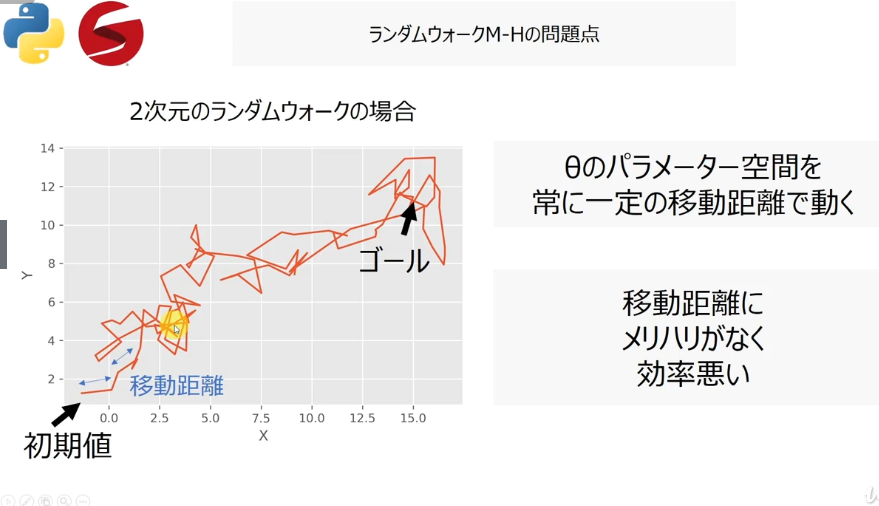 ランダムウォークM-Hの問題点
2次元のランダムウォークの場合
14
12
10
8
6
4
2
Y
0.0
2.5
5.0
7.5
10.0
12.5
15.0
X
ゴール
移動距離
初期値
θのパラメーター空間を
常に一定の移動距離で動く
移動距離に
メリハリがなく
効率悪い